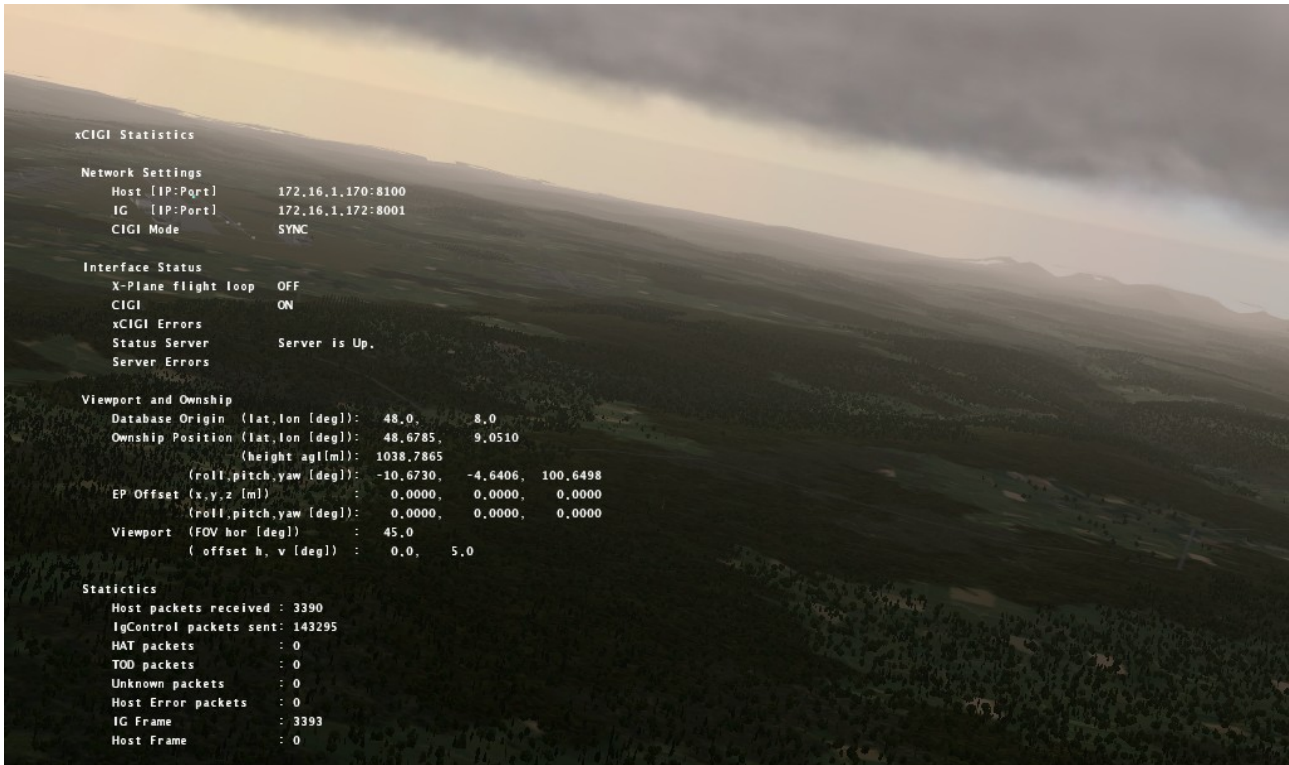 xCIGI Statistics
Network Settings
Host [IP:Port] 172.16.1.170:8100
IG [IP:Port] 172.16.1.172:8001
CIGI Mode SYNC
Interface Status
X-Plane flight loop OFF
CIGI ON
xCIGI Errors
Status Server Server is Up.
Server Errors
Viewport and Ownship
Database Origin (lat,lon [deg]): 48.0, 8.0
Ownship Position (lat,lon [deg]): 48.6785, 9.0510
(height agl[m]): 1038.7865
(roll,pitch,yaw [deg]): -10.6730, -4.6406, 100.6498
EP Offset (x,y,z [m]) : 0.0000, 0.0000, 0.0000
(roll,pitch,yaw [deg]): 0.0000, 0.0000, 0.0000
Viewport (FOV hor [deg]) : 45.0
( offset h, v [deg]) : 0.0, 5.0
Statictics
Host packets received : 3390
IgControl packets sent: 143295
HAT packets : 0
TOD packets : 0
Unknown packets : 0
Host Error packets : 0
IG Frame : 3393
Host Frame : 0